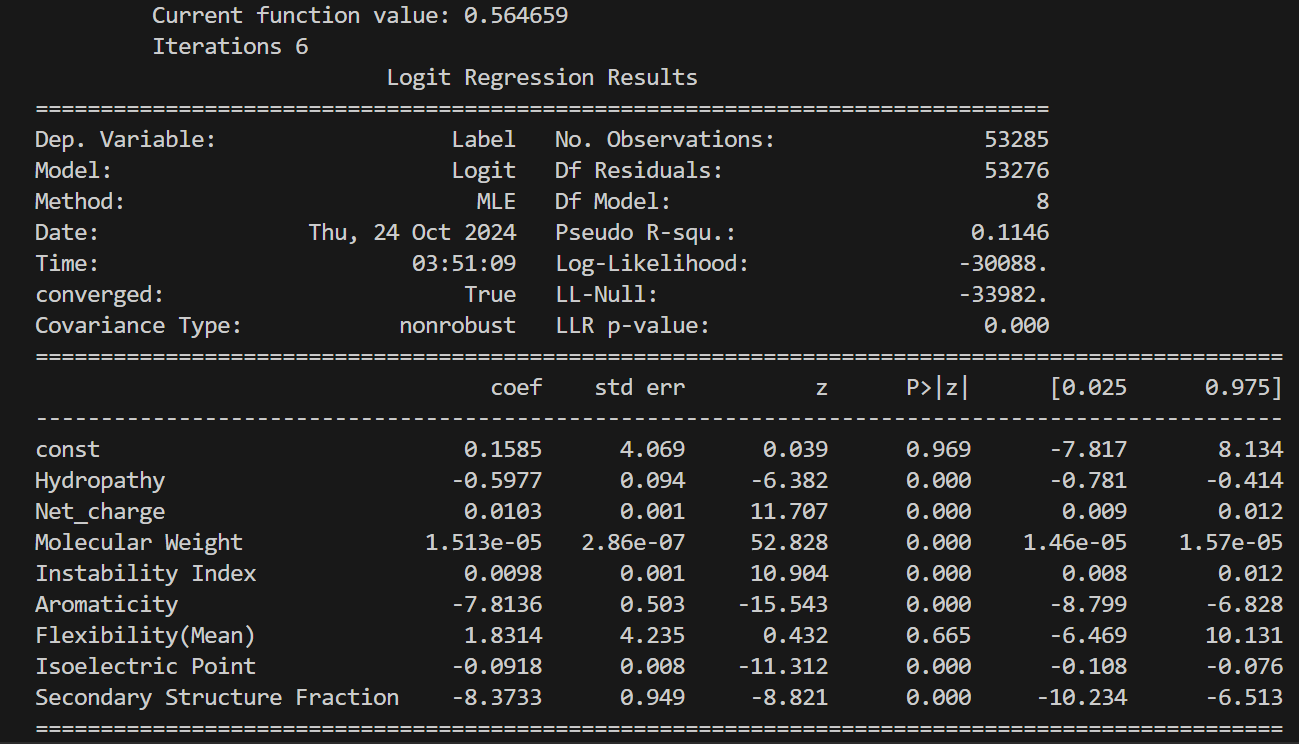 Current function value: 0.564659
Iterations 6
Logit Regression Results
==============================================================================
Dep. Variable: Label No. Observations: 53285
Model: Logit Df Residuals: 53276
Method: MLE Df Model: 8
Date: Thu, 24 Oct 2024 Pseudo R-squ.: 0.1146
Time: 03:51:09 Log-Likelihood: -30088.
converged: True LL-Null: -33982.
Covariance Type: nonrobust LLR p-value: 0.000
================================================================================================
coef std err z P>|z| [0.025 0.975]
------------------------------------------------------------------------------------------------
const 0.1585 4.069 0.039 0.969 -7.817 8.134
Hydropathy -0.5977 0.094 -6.382 0.000 -0.781 -0.414
Net_charge 0.0103 0.001 11.707 0.000 0.009 0.012
Molecular Weight 1.513e-05 2.86e-07 52.828 0.000 1.46e-05 1.57e-05
Instability Index 0.0098 0.001 10.904 0.000 0.008 0.012
Aromaticity -7.8136 0.503 -15.543 0.000 -8.799 -6.828
Flexibility(Mean) 1.8314 4.235 0.432 0.665 -6.469 10.131
Isoelectric Point -0.0918 0.008 -11.312 0.000 -0.108 -0.076
Secondary Structure Fraction -8.3733 0.949 -8.821 0.000 -10.234 -6.513
================================================================================================